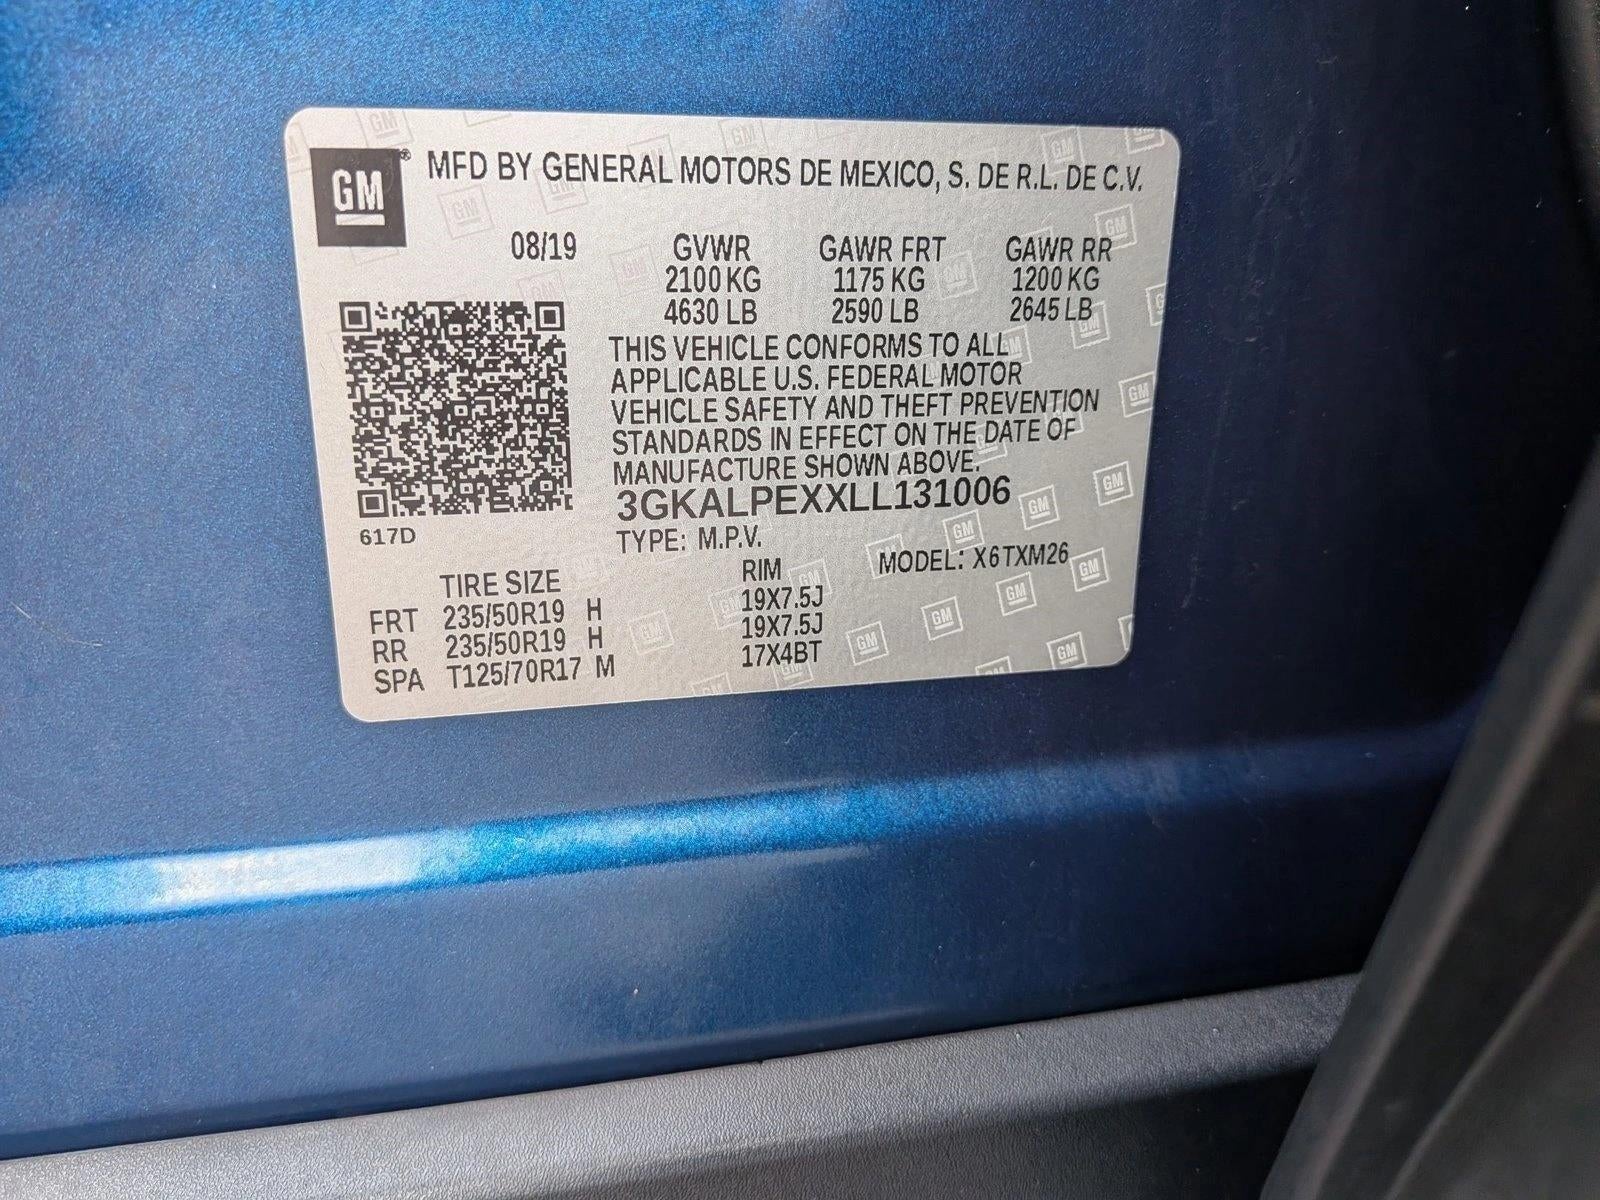 GM® MFD BY GENERAL MOTORS DE MEXICO, S. DE R.L. DE C.V.
08/19 GVWR GAWR FRT GAWR RR
2100 KG 1175 KG 1200 KG
4630 LB 2590 LB 2645 LB
THIS VEHICLE CONFORMS TO ALL
APPLICABLE U.S. FEDERAL MOTOR
VEHICLE SAFETY AND THEFT PREVENTION
STANDARDS IN EFFECT ON THE DATE OF
MANUFACTURE SHOWN ABOVE.
3GKALPEXXLL131006
617D
TYPE: M.P.V. MODEL: X6TXM26
TIRE SIZE RIM
FRT 235/50R19 H 19X7.5J
RR 235/50R19 H 19X7.5J
SPA T125/70R17 M 17X4BT